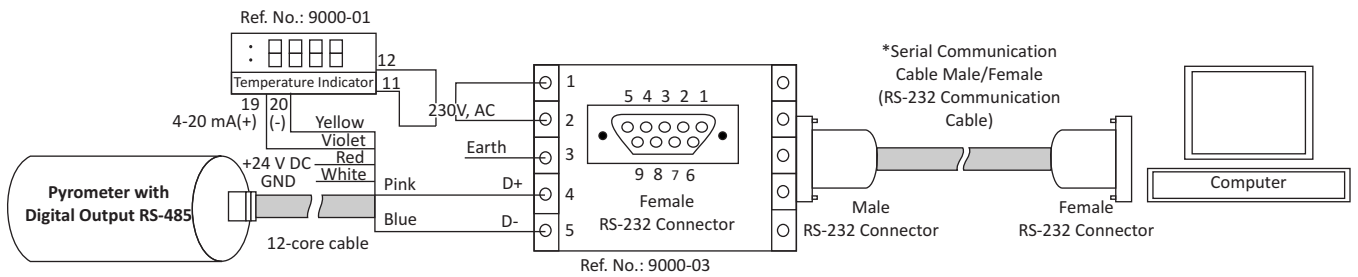 Ref. No.: 9000-01
Temperature Indicator
12
11
19 20
4-20 mA(+) (-)
Yellow
Violet
Red
White
+24 V DC
GND
Pink
Blue
D+
D-
230V, AC
Earth
1
2
3
4
5
5 4 3 2 1
9 8 7 6
Female
RS-232 Connector
Ref. No.: 9000-03
Pyrometer with
Digital Output RS-485
12-core cable
*Serial Communication
Cable Male/Female
(RS-232 Communication
Cable)
Male
RS-232 Connector
Female
RS-232 Connector
Computer